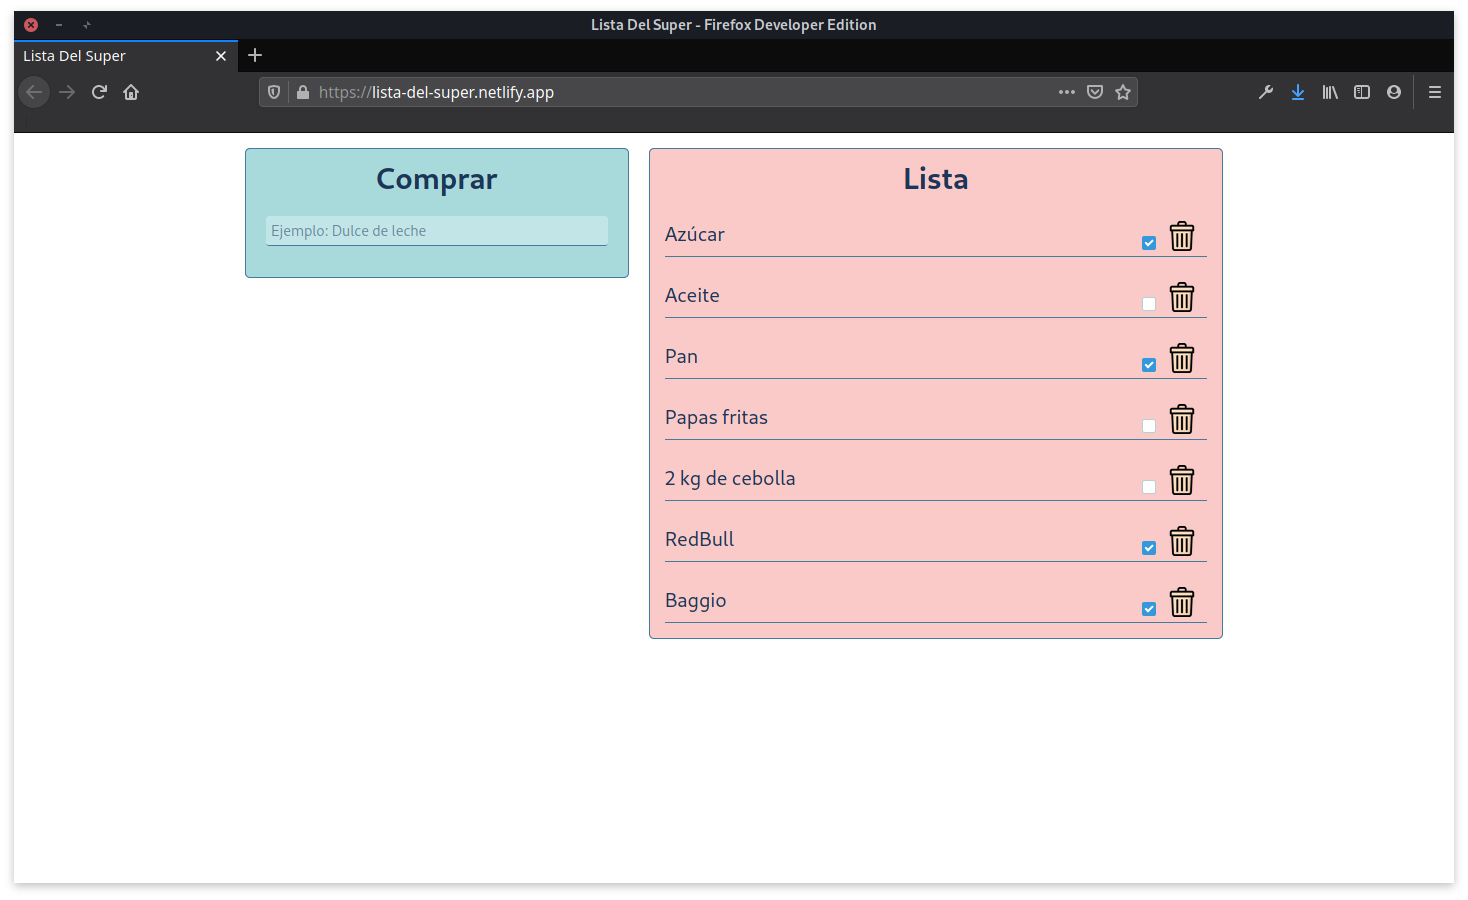 Lista Del Super - Firefox Developer Edition
Lista Del Super
https://lista-del-super.netlify.app
Comprar
Ejemplo: Dulce de leche
Lista
Azúcar
Aceite
Pan
Papas fritas
2 kg de cebolla
RedBull
Baggio